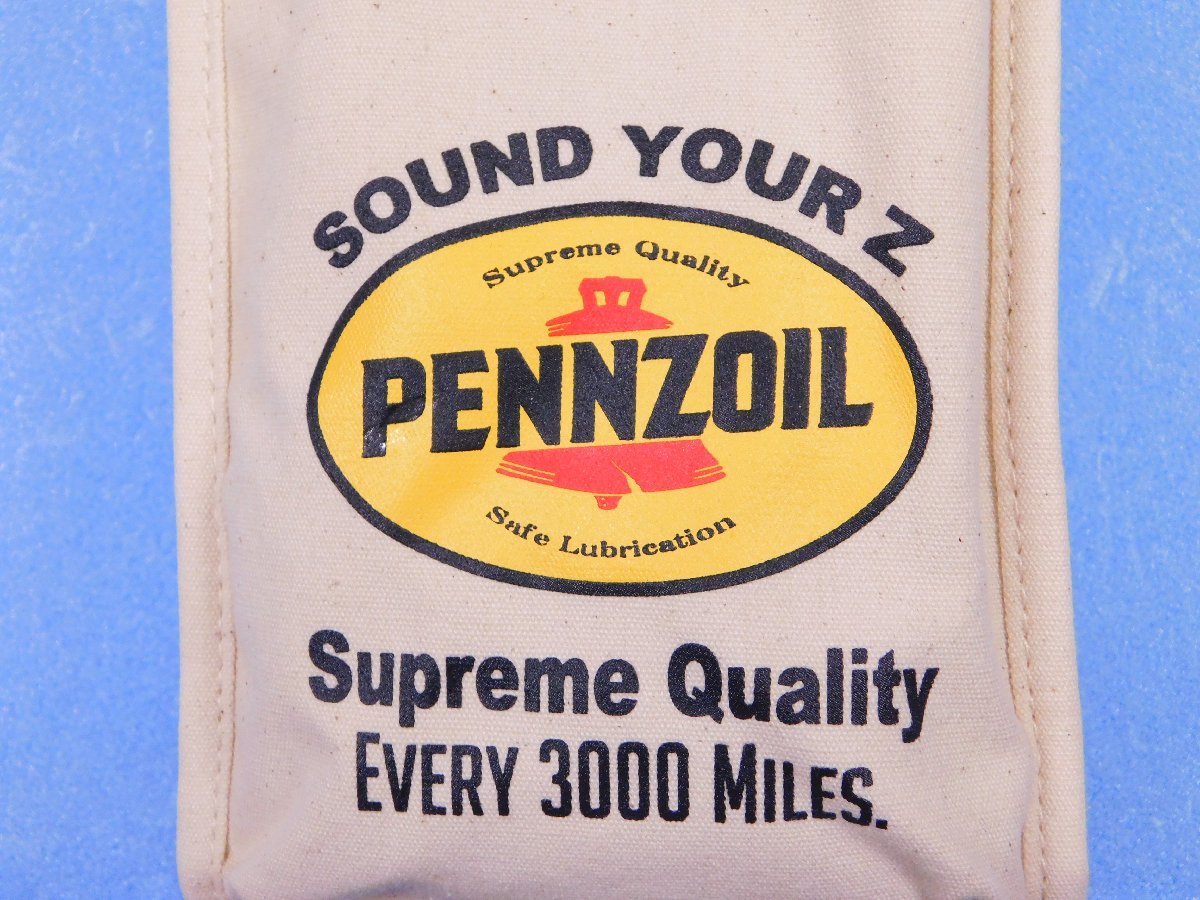 SOUND YOUR Z
Supreme Quality
PENNZOIL
Safe Lubrication
Supreme Quality
EVERY 3000 MILES.